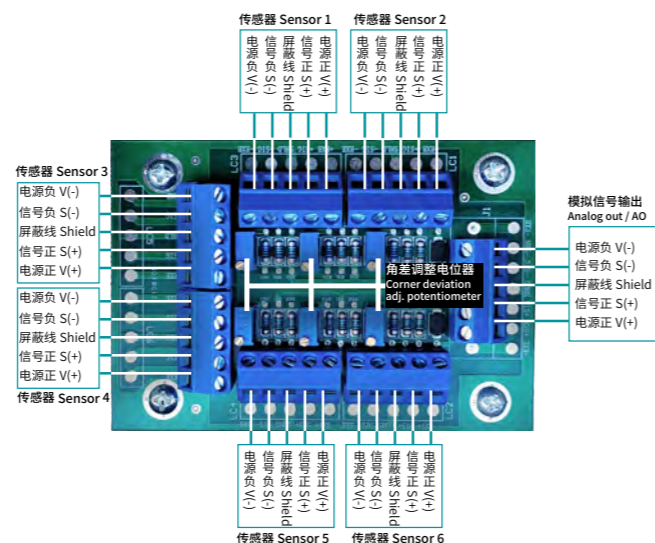 传感器 Sensor 1
传感器 Sensor 2
电源负 V(-)
信号负 S(-)
屏蔽线 Shield
信号正 S(+)
电源正 V(+)
电源负 V(-)
信号负 S(-)
屏蔽线 Shield
信号正 S(+)
电源正 V(+)
LC3
LC1
传感器 Sensor 3
电源负 V(-)
信号负 S(-)
屏蔽线 Shield
信号正 S(+)
电源正 V(+)
电源负 V(-)
信号负 S(-)
屏蔽线 Shield
信号正 S(+)
电源正 V(+)
传感器 Sensor 4
J1
角差调整电位器
Corner deviation
adj. potentiometer
模拟信号输出
Analog out / AO
电源负 V(-)
信号负 S(-)
屏蔽线 Shield
信号正 S(+)
电源正 V(+)
LC4
LC2
电源负 V(-)
信号负 S(-)
屏蔽线 Shield
信号正 S(+)
电源正 V(+)
电源负 V(-)
信号负 S(-)
屏蔽线 Shield
信号正 S(+)
电源正 V(+)
传感器 Sensor 5
传感器 Sensor 6